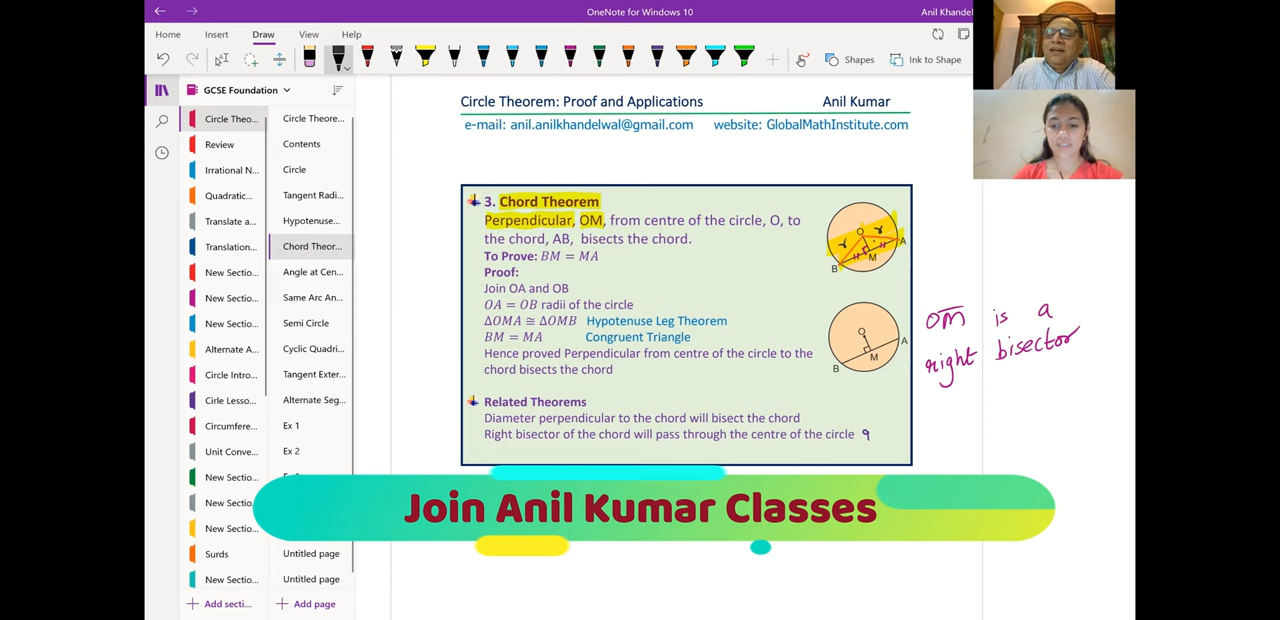 OneNote for Windows 10
Anil Khandel
Home Insert Draw View Help
Shapes Ink to Shape
GCSE Foundation
Circle Theo...
Review
Irrational N...
Quadratic...
Translate a...
Translation...
New Sectio...
New Sectio...
New Sectio...
Alternate A...
Circle Intro...
Cirle Lesso...
Circumfere...
Unit Conve...
New Sectio...
New Sectio...
New Sectio...
New Sectio...
Surds
New Sectio...
Add secti...
Circle Theore...
Contents
Circle
Tangent Radi...
Hypotenuse...
Chord Theor...
Angle at Cen...
Same Arc An...
Semi Circle
Cyclic Quadri...
Tangent Exter...
Alternate Seg...
Ex 1
Ex 2
Untitled page
Untitled page
Add page
Circle Theorem: Proof and Applications Anil Kumar
e-mail: anil.anilkhandelwal@gmail.com website: GlobalMathInstitute.com
3. Chord Theorem
Perpendicular, OM, from centre of the circle, O, to
the chord, AB, bisects the chord.
To Prove: BM = MA
Proof:
Join OA and OB
OA = OB radii of the circle
ΔOMA ≅ ΔOMB Hypotenuse Leg Theorem
BM = MA Congruent Triangle
Hence proved Perpendicular from centre of the circle to the
chord bisects the chord
Related Theorems
Diameter perpendicular to the chord will bisect the chord
Right bisector of the chord will pass through the centre of the circle
O
r
r
A
M
B
O
A
M
B
OM is a
right bisector
Join Anil Kumar Classes